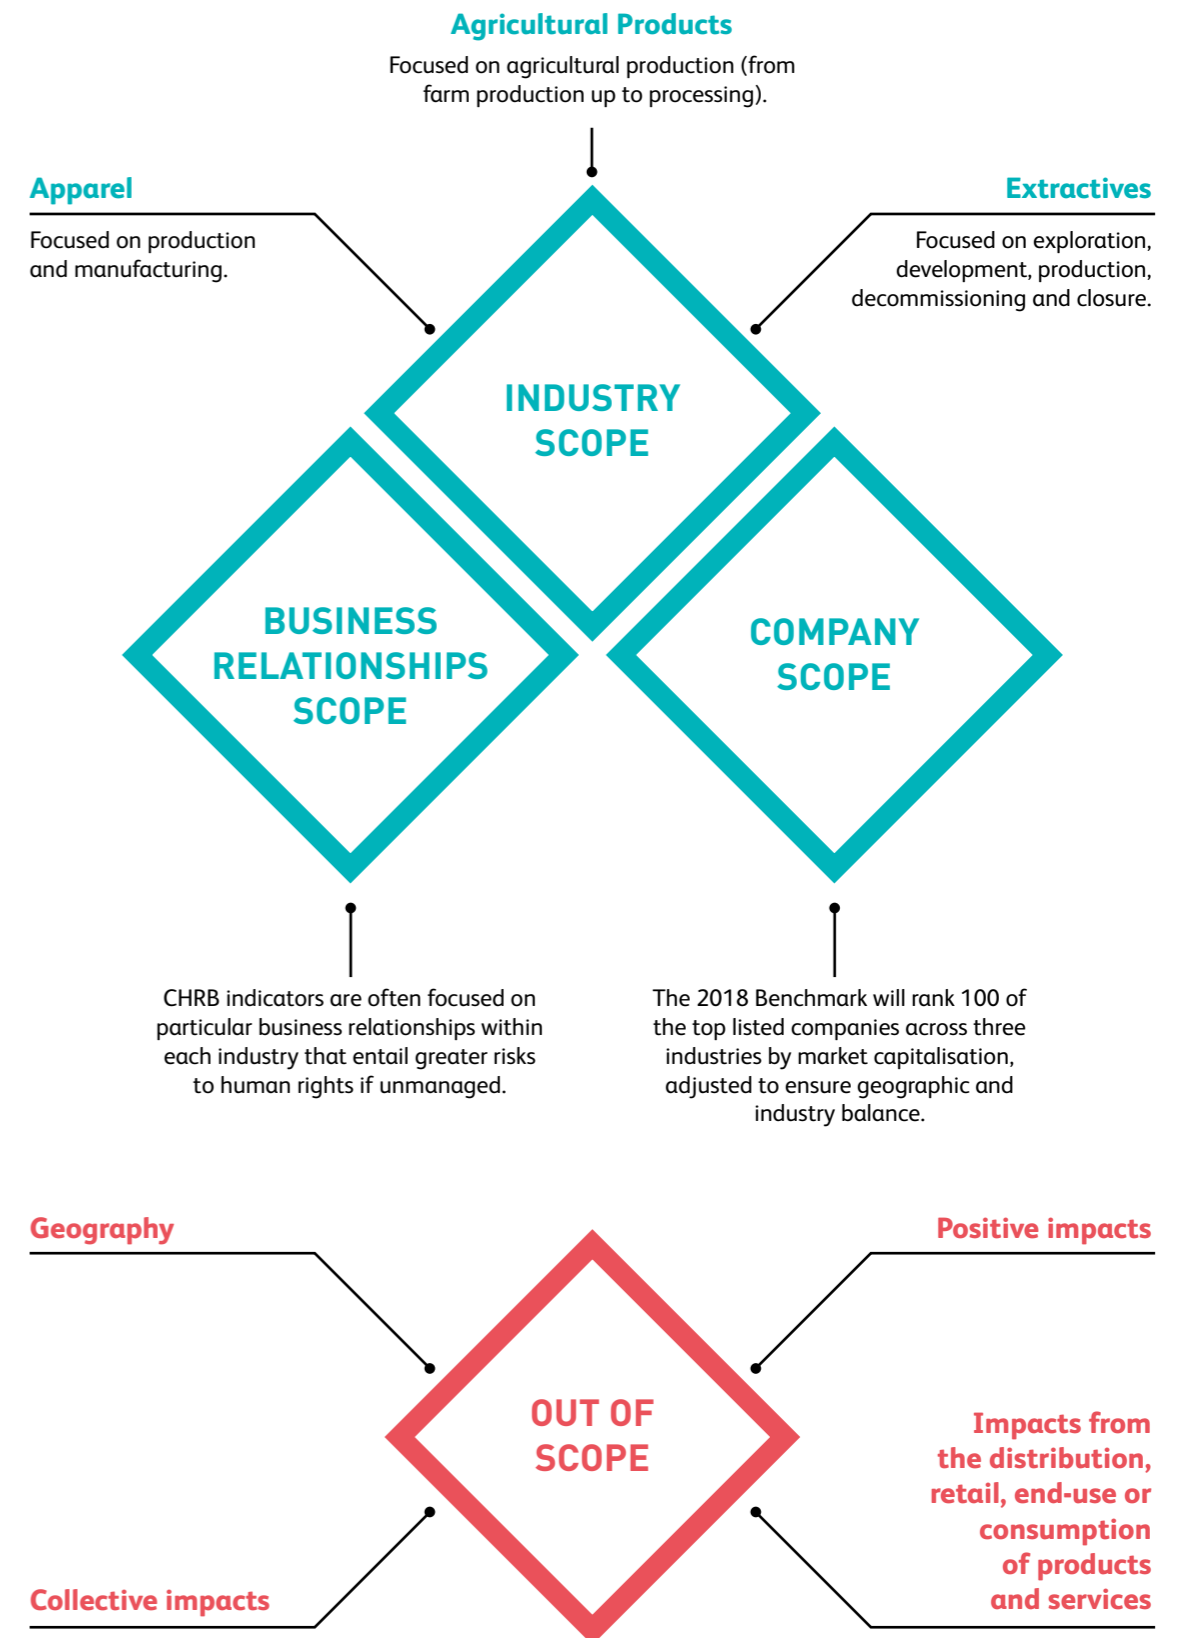 Agricultural Products
Focused on agricultural production (from
farm production up to processing).
Apparel
Focused on production
and manufacturing.
Extractives
Focused on exploration,
development, production,
decommissioning and closure.
INDUSTRY
SCOPE
BUSINESS
RELATIONSHIPS
SCOPE
COMPANY
SCOPE
CHRB indicators are often focused on
particular business relationships within
each industry that entail greater risks
to human rights if unmanaged.
The 2018 Benchmark will rank 100 of
the top listed companies across three
industries by market capitalisation,
adjusted to ensure geographic and
industry balance.
Geography
Positive impacts
OUT OF
SCOPE
Collective impacts
Impacts from
the distribution,
retail, end-use or
consumption
of products
and services